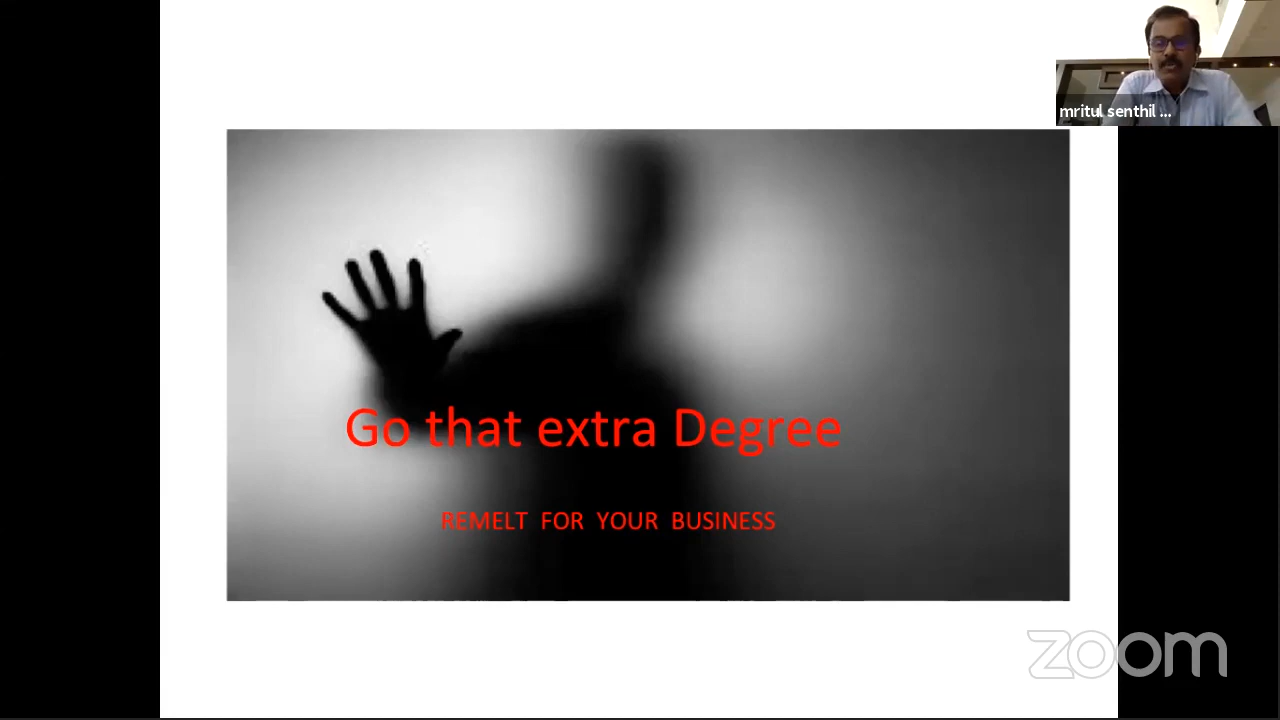 mritul senthil ...
Go that extra Degree
REMELT FOR YOUR BUSINESS
zoom